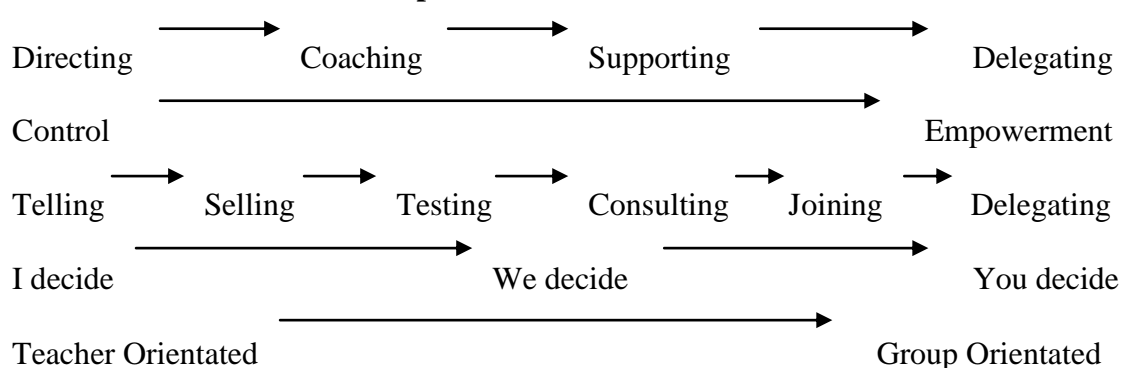 Directing Coaching Supporting Delegating
Control Empowerment
Telling Selling Testing Consulting Joining Delegating
I decide We decide You decide
Teacher Orientated Group Orientated